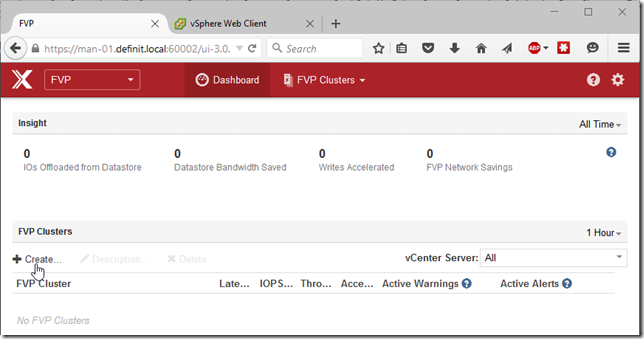 FVP
vSphere Web Client
https://man-01.definit.local:60002/ui-3.0.
Search
ABP
FVP
Dashboard
FVP Clusters
Insight
All Time
0
0
0
0
IOs Offloaded from Datastore
Datastore Bandwidth Saved
Writes Accelerated
FVP Network Savings
FVP Clusters
1 Hour
Create...
Description...
Delete
vCenter Server:
All
FVP Cluster
Late...
IOPS...
Thro...
Acce...
Active Warnings
Active Alerts
No FVP Clusters